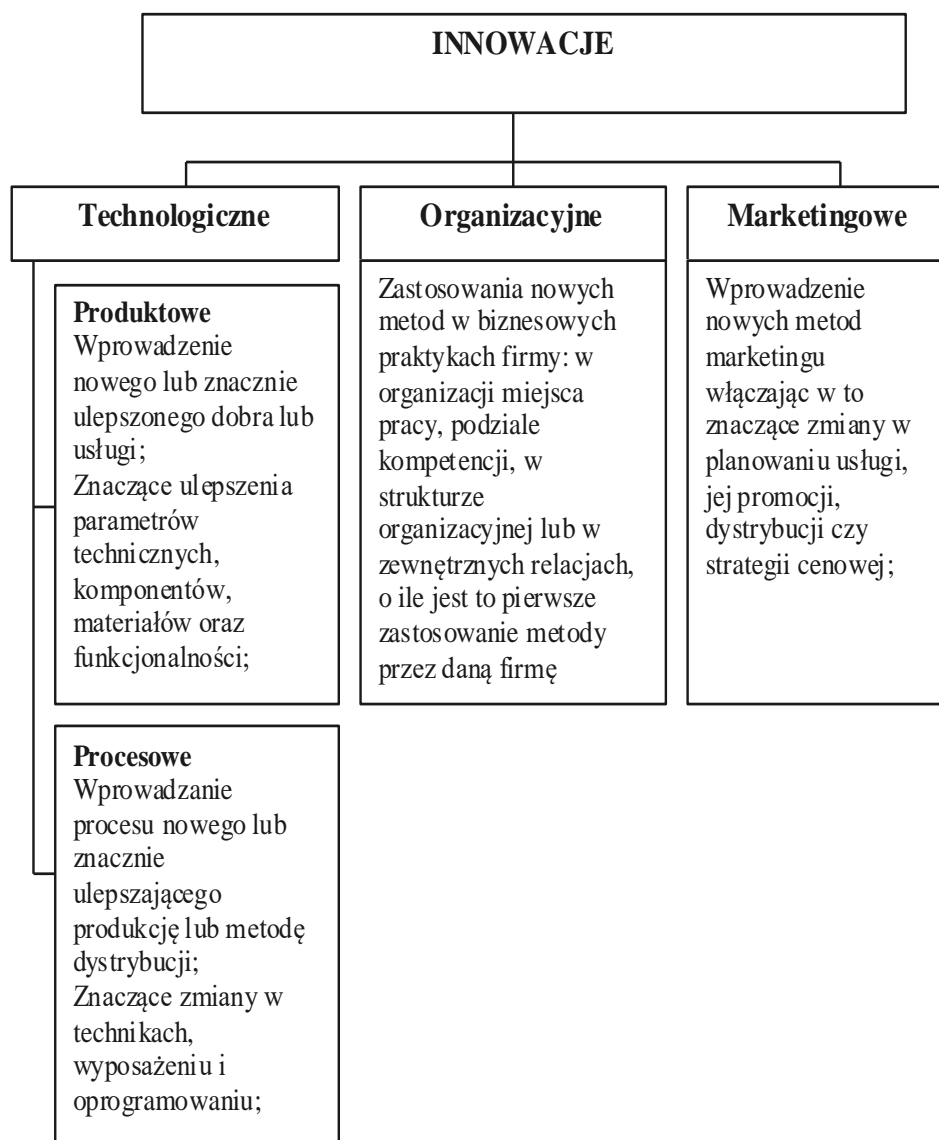 INNOWACJE
Technologiczne
Produktowe
Wprowadzenie
nowego lub znacznie
ulepszonego dobra lub
usługi;
Znaczące ulepszenia
parametrów
technicznych,
komponentów,
materiałów oraz
funkcjonalności;
Procesowe
Wprowadzanie
procesu nowego lub
znacznie
ulepszającego
produkcję lub metodę
dystrybucji;
Znaczące zmiany w
technikach,
wyposażeniu i
oprogramowaniu;
Organizacyjne
Zastosowania nowych
metod w biznesowych
praktykach firmy: w
organizacji miejsca
pracy, podziale
kompetencji, w
strukturze
organizacyjnej lub w
zewnętrznych relacjach,
o ile jest to pierwsze
zastosowanie metody
przez daną firmę
Marketingowe
Wprowadzenie
nowych metod
marketingu
włączając w to
znaczące zmiany w
planowaniu usługi,
jej promocji,
dystrybucji czy
strategii cenowej;